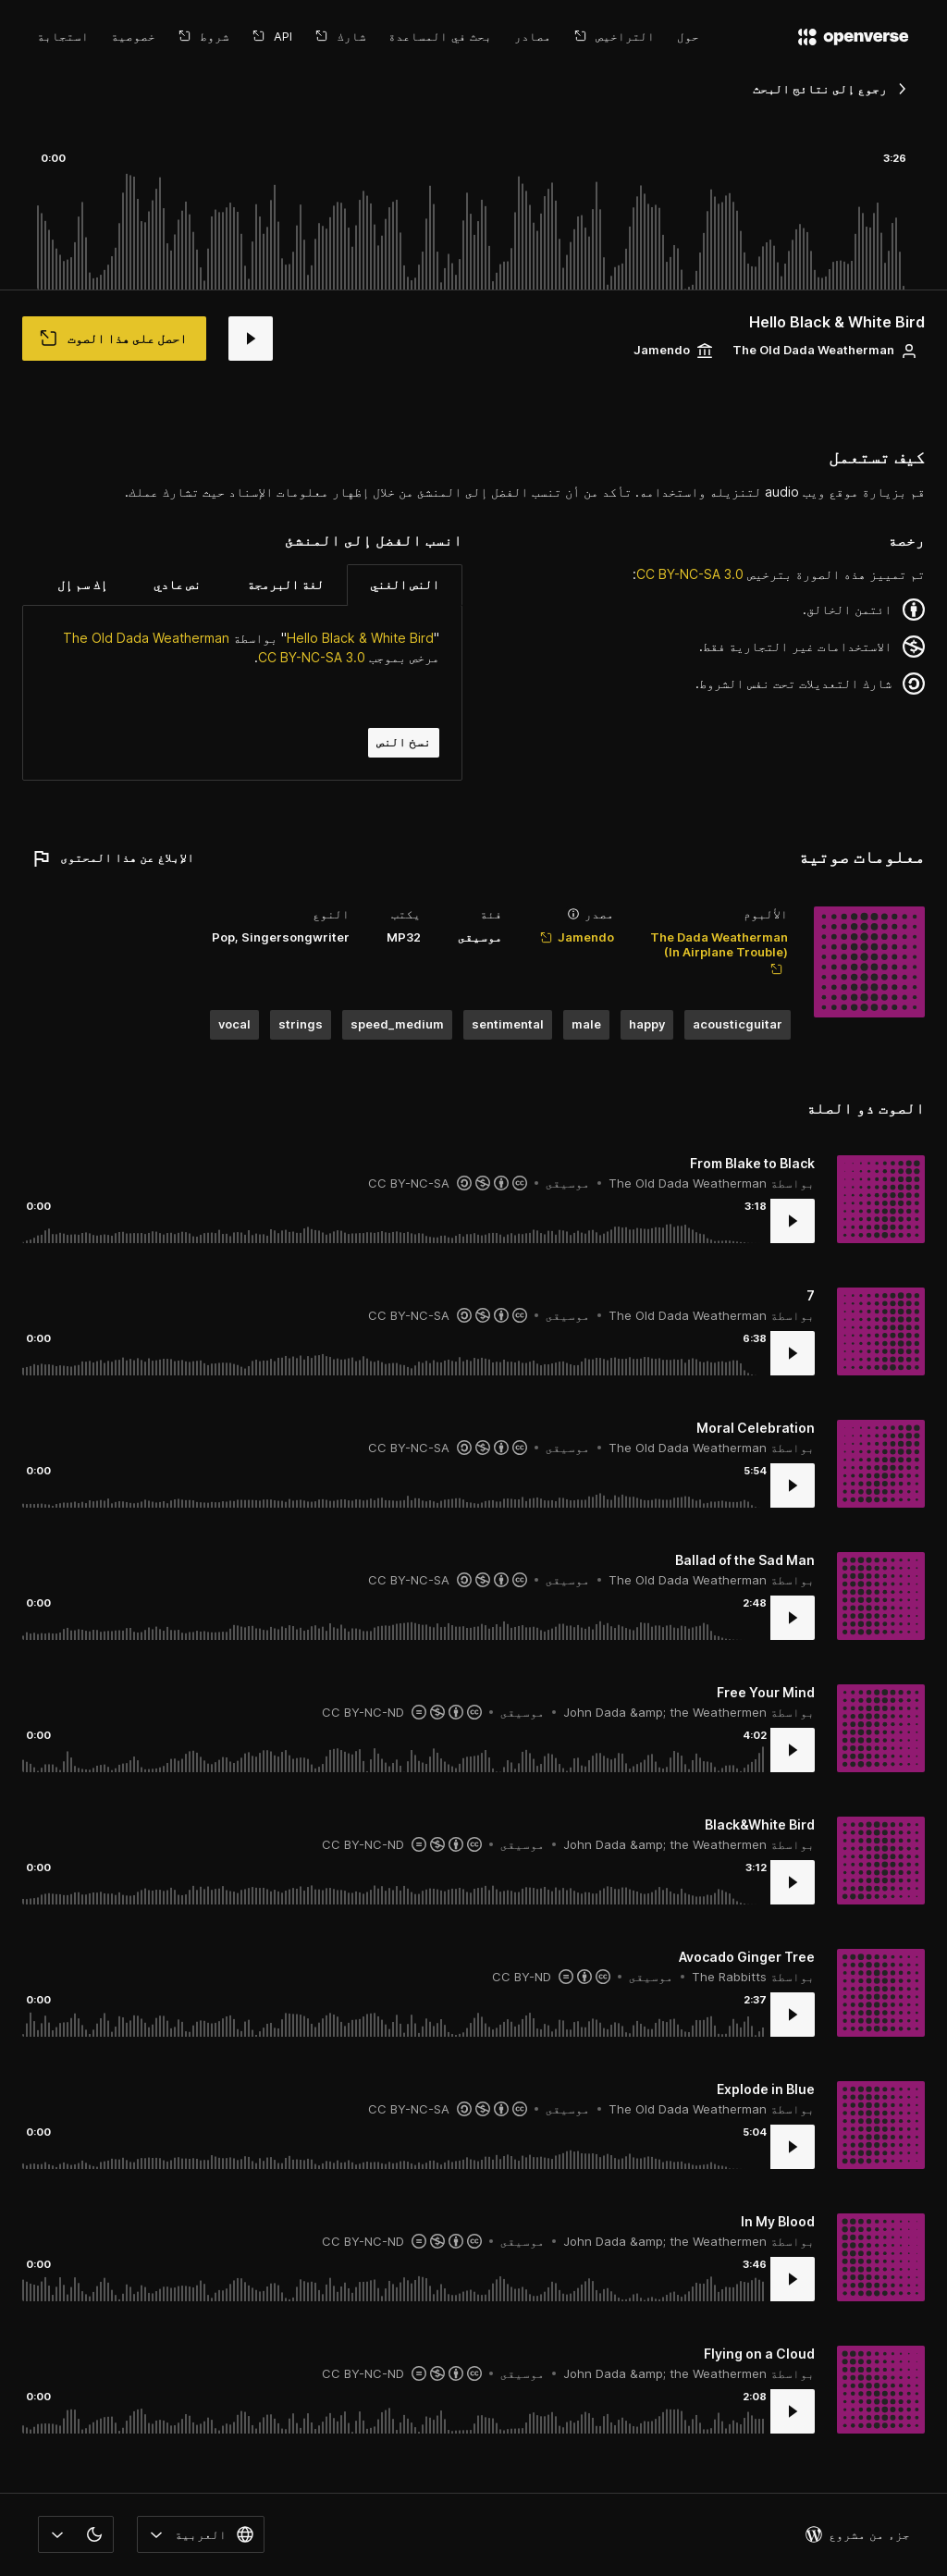 openverse
حول
التراخيص
مصادر
بحث في المساعدة
شارك
API
شروط
خصوصية
استجابة
رجوع إلى نتائج البحث
3:26
0:00
Hello Black & White Bird
The Old Dada Weatherman
Jamendo
احصل على هذا الصوت
كيف تستعمل
قم بزيارة موقع ويب audio لتنزيله واستخدامه. تأكد من أن تنسب الفضل إلى المنشئ من خلال إظهار معلومات الإسناد حيث تشارك عملك.
رخصة
تم تمييز هذه الصورة بترخيص CC BY-NC-SA 3.0:
ائتمن الخالق.
الاستخدامات غير التجارية فقط.
شارك التعديلات تحت نفس الشروط.
انسب الفضل إلى المنشئ
النص الغني
لغة البرمجة
نص عادي
إك سم إل
"Hello Black & White Bird" بواسطة The Old Dada Weatherman
مرخص بموجب CC BY-NC-SA 3.0.
نسخ النص
معلومات صوتية
الإبلاغ عن هذا المحتوى
الألبوم
The Dada Weatherman
(In Airplane Trouble)
مصدر
Jamendo
فئة
موسيقى
يكتب
MP32
النوع
Pop, Singersongwriter
acousticguitar
happy
male
sentimental
speed_medium
strings
vocal
الصوت ذو الصلة
From Blake to Black
بواسطة The Old Dada Weatherman • موسيقى • CC BY-NC-SA
3:18
0:00
7
بواسطة The Old Dada Weatherman • موسيقى • CC BY-NC-SA
6:38
0:00
Moral Celebration
بواسطة The Old Dada Weatherman • موسيقى • CC BY-NC-SA
5:54
0:00
Ballad of the Sad Man
بواسطة The Old Dada Weatherman • موسيقى • CC BY-NC-SA
2:48
0:00
Free Your Mind
بواسطة John Dada &amp; the Weathermen • موسيقى • CC BY-NC-ND
4:02
0:00
Black&White Bird
بواسطة John Dada &amp; the Weathermen • موسيقى • CC BY-NC-ND
3:12
0:00
Avocado Ginger Tree
بواسطة The Rabbitts • موسيقى • CC BY-ND
2:37
0:00
Explode in Blue
بواسطة The Old Dada Weatherman • موسيقى • CC BY-NC-SA
5:04
0:00
In My Blood
بواسطة John Dada &amp; the Weathermen • موسيقى • CC BY-NC-ND
3:46
0:00
Flying on a Cloud
بواسطة John Dada &amp; the Weathermen • موسيقى • CC BY-NC-ND
2:08
0:00
جزء من مشروع
العربية